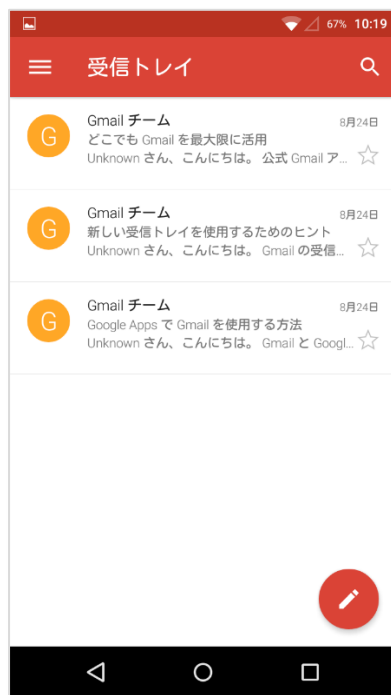 67% 10:19
受信トレイ
G
Gmail チーム 8月24日
どこでも Gmail を最大限に活用
Unknown さん、こんにちは。 公式 Gmail ア...
G
Gmail チーム 8月24日
新しい受信トレイを使用するためのヒント
Unknown さん、こんにちは。 Gmail の受信...
G
Gmail チーム 8月24日
Google Apps で Gmail を使用する方法
Unknown さん、こんにちは。 Gmail と Googl...